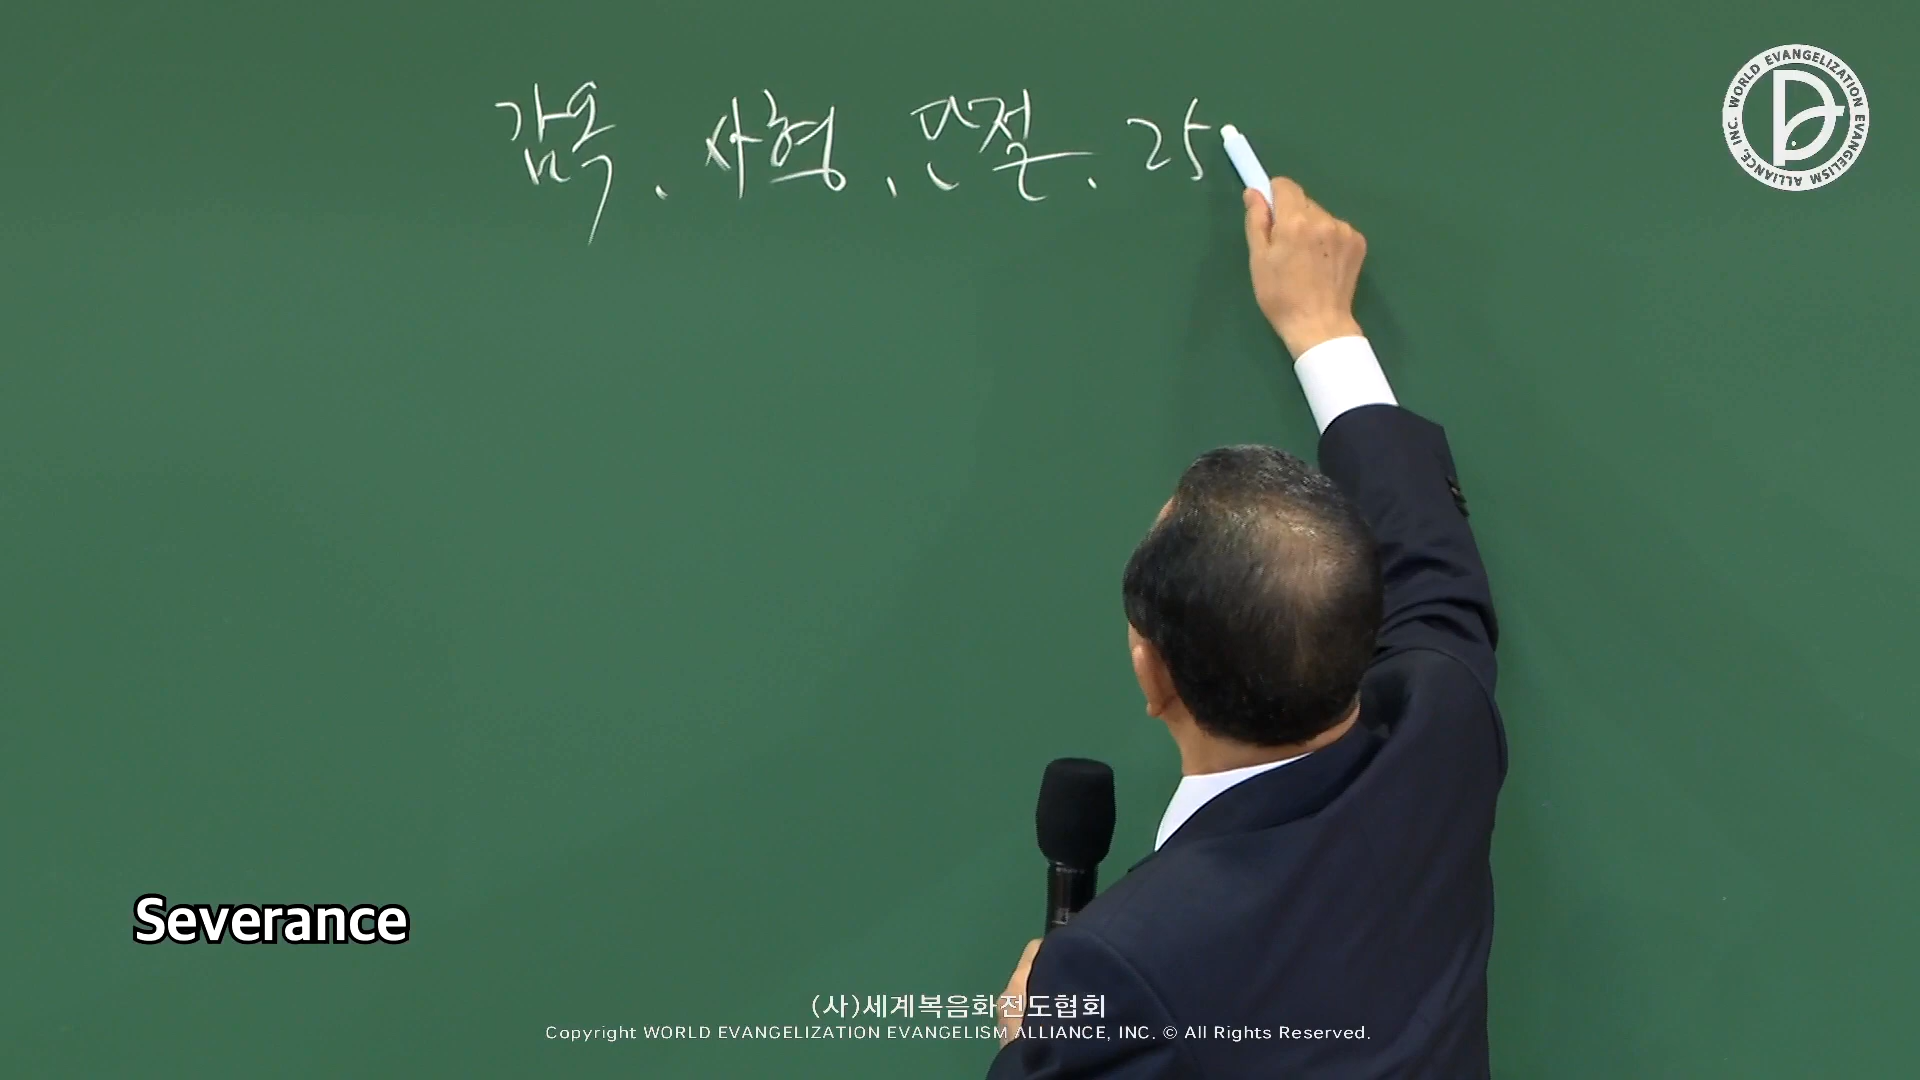 감옥, 사형, 단절, 25
WORLD EVANGELIZATION EVANGELISM ALLIANCE, INC.
Severance
(사)세계복음화전도협회
Copyright WORLD EVANGELIZATION EVANGELISM ALLIANCE, INC. © All Rights Reserved.